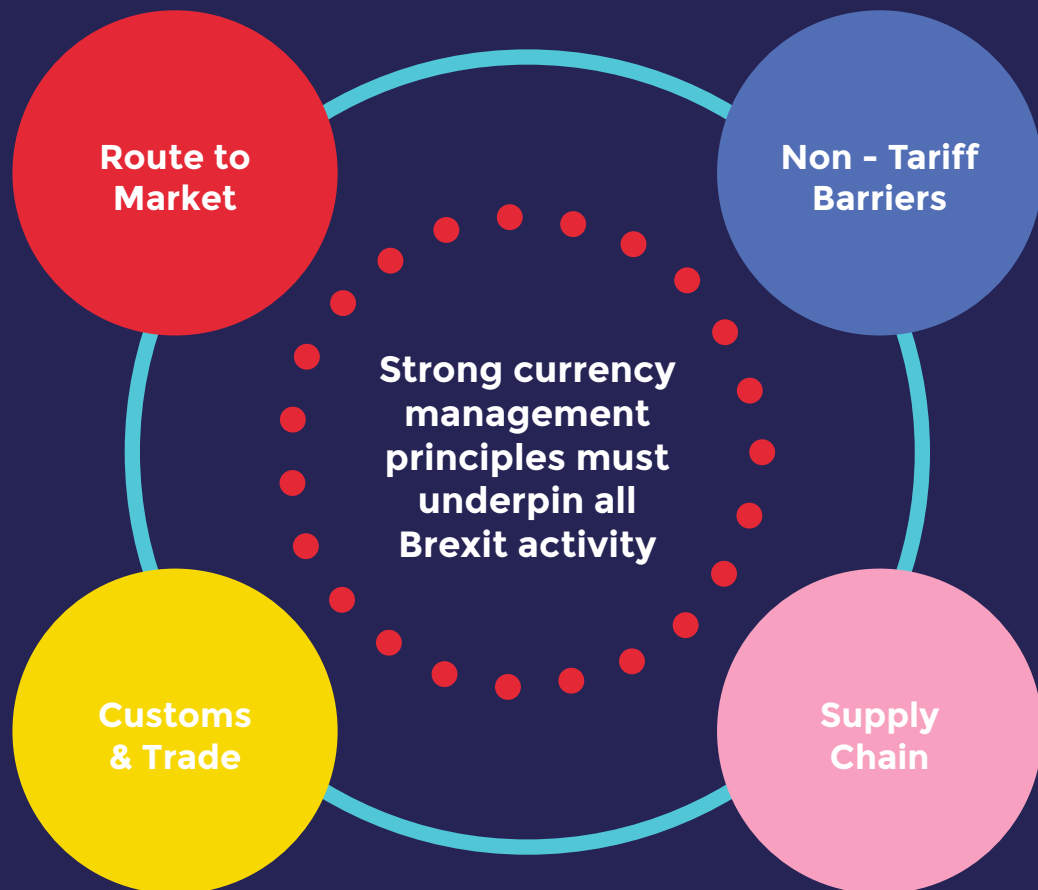 Route to
Market
Non - Tariff
Barriers
Strong currency
management
principles must
underpin all
Brexit activity
Customs
& Trade
Supply
Chain